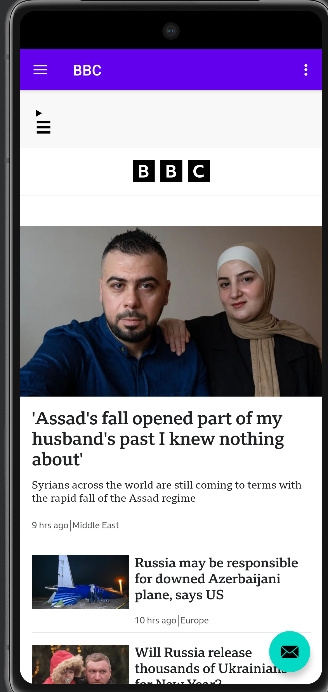 BBC
BBC
'Assad's fall opened part of my
husband's past I knew nothing
about'
Syrians across the world are still coming to terms with
the rapid fall of the Assad regime
9 hrs ago|Middle East
Russia may be responsible
for downed Azerbaijani
plane, says US
10 hrs ago|Europe
Will Russia release
thousands of Ukrainians
for New Year?